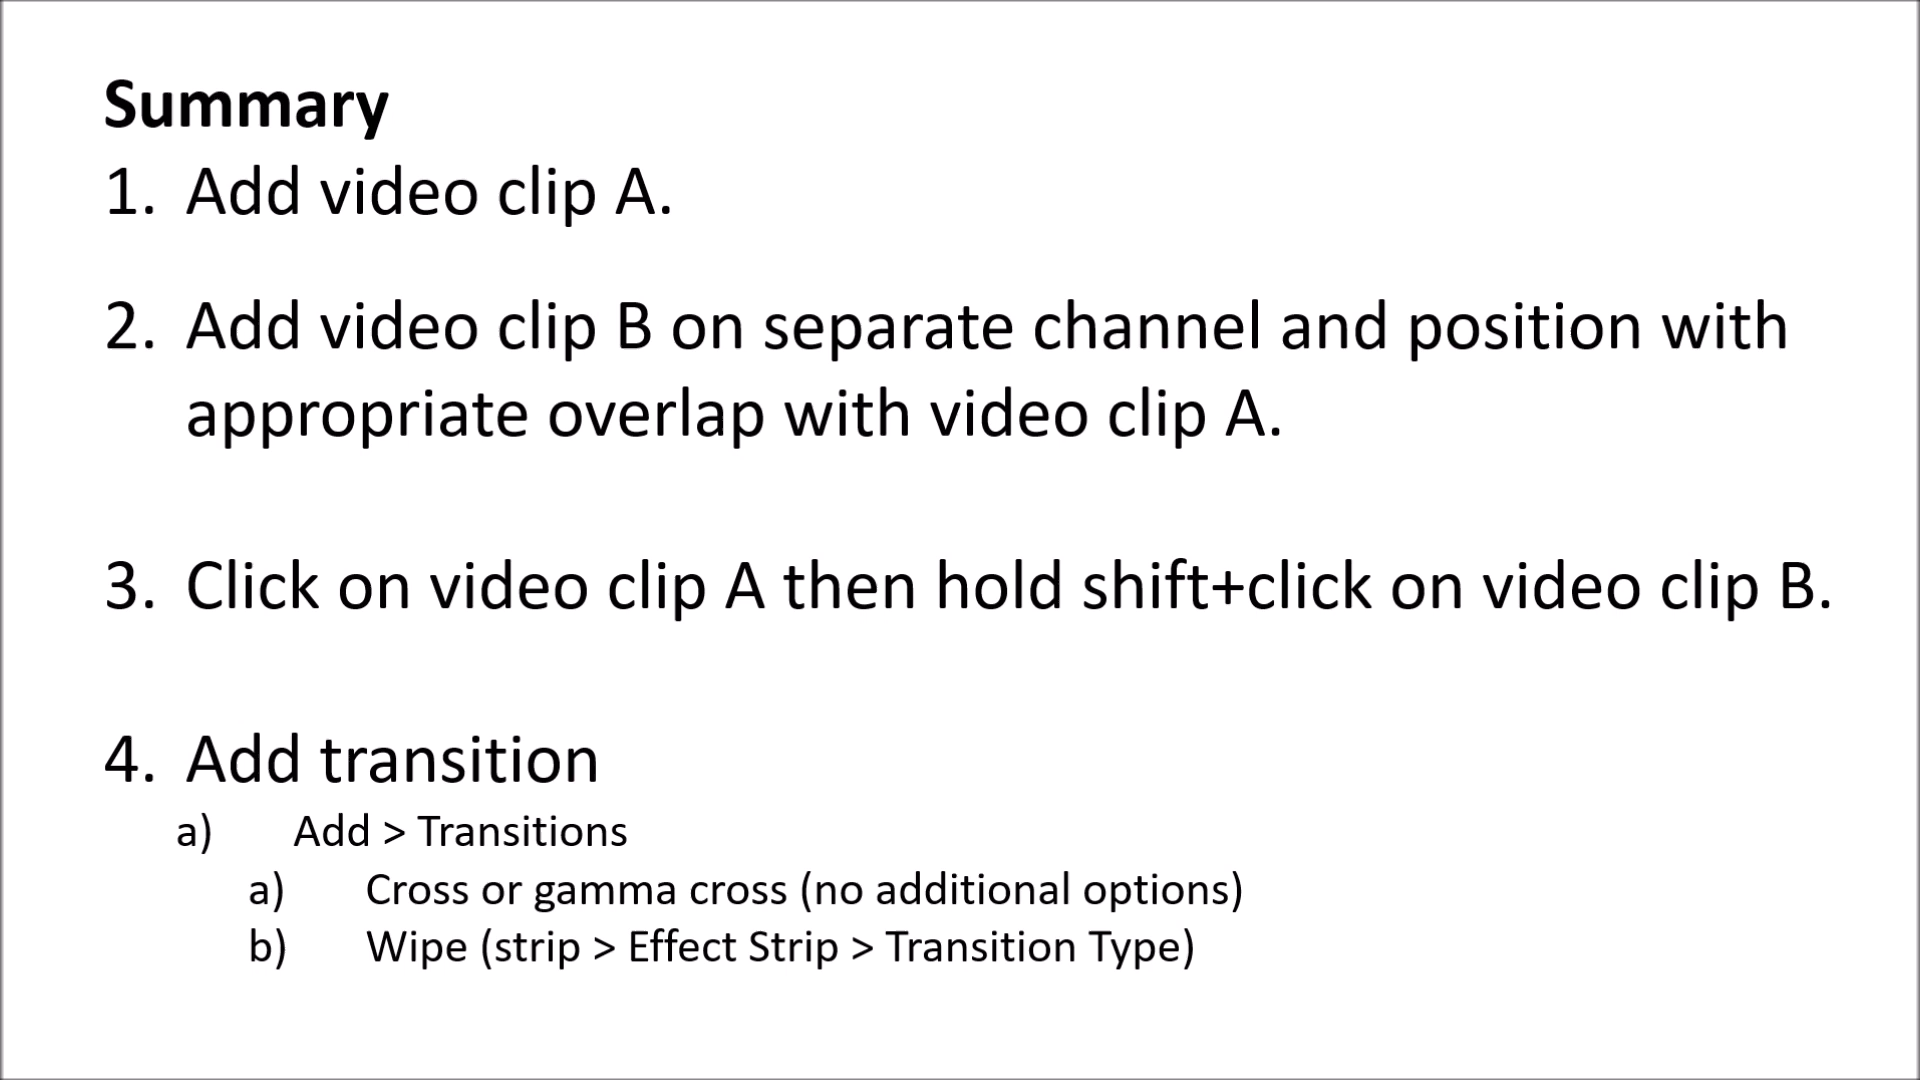 Summary
1. Add video clip A.
2. Add video clip B on separate channel and position with
appropriate overlap with video clip A.
3. Click on video clip A then hold shift+click on video clip B.
4. Add transition
a) Add > Transitions
a) Cross or gamma cross (no additional options)
b) Wipe (strip > Effect Strip > Transition Type)